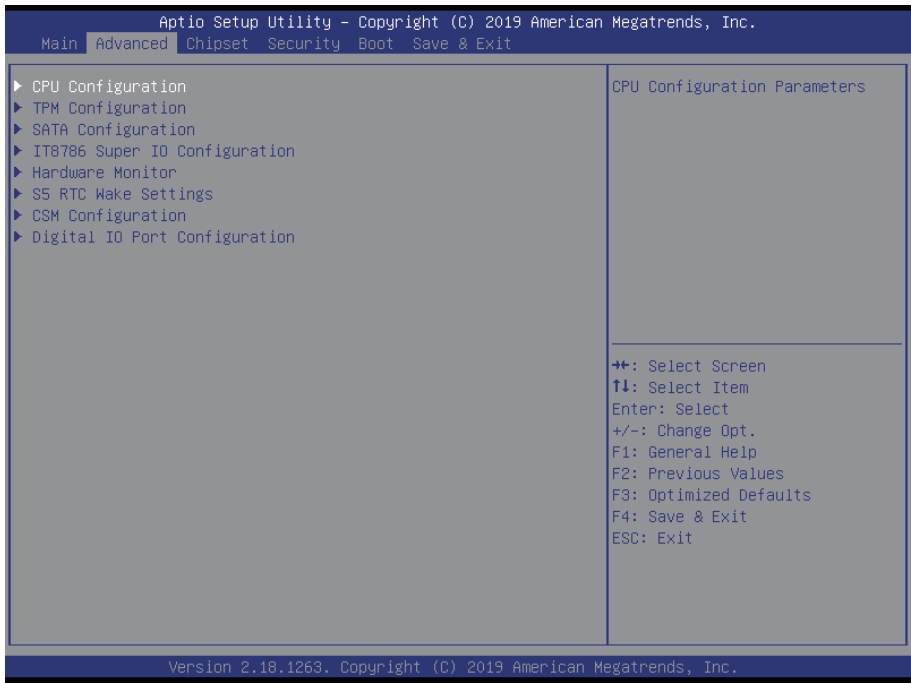 Aptio Setup Utility – Copyright (C) 2019 American Megatrends, Inc.
Main Advanced Chipset Security Boot Save & Exit
► CPU Configuration
► TPM Configuration
► SATA Configuration
► IT8786 Super IO Configuration
► Hardware Monitor
► S5 RTC Wake Settings
► CSM Configuration
► Digital IO Port Configuration
CPU Configuration Parameters
→←: Select Screen
↑↓: Select Item
Enter: Select
+/-: Change Opt.
F1: General Help
F2: Previous Values
F3: Optimized Defaults
F4: Save & Exit
ESC: Exit
Version 2.18.1263. Copyright (C) 2019 American Megatrends, Inc.